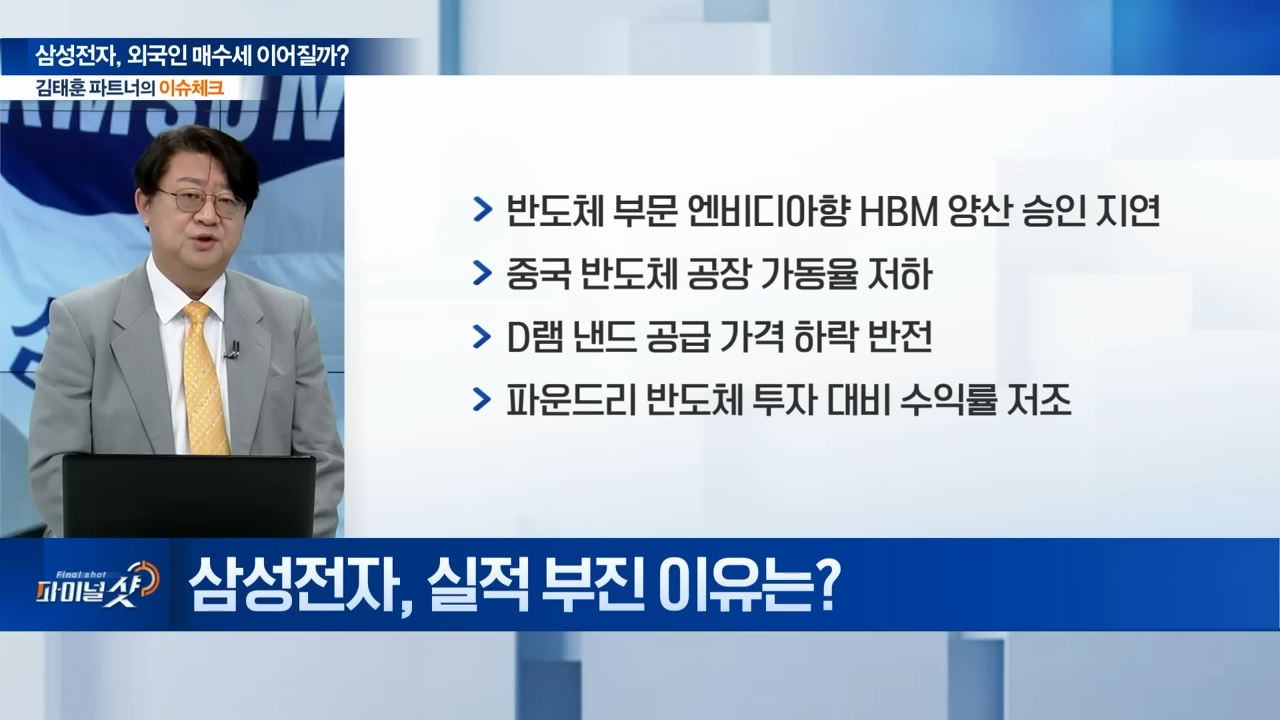 삼성전자, 외국인 매수세 이어질까?
김태훈 파트너의 이슈체크
반도체 부문 엔비디아향 HBM 양산 승인 지연
중국 반도체 공장 가동율 저하
D램 낸드 공급 가격 하락 반전
파운드리 반도체 투자 대비 수익률 저조
Final shot
파이널샷
삼성전자, 실적 부진 이유는?